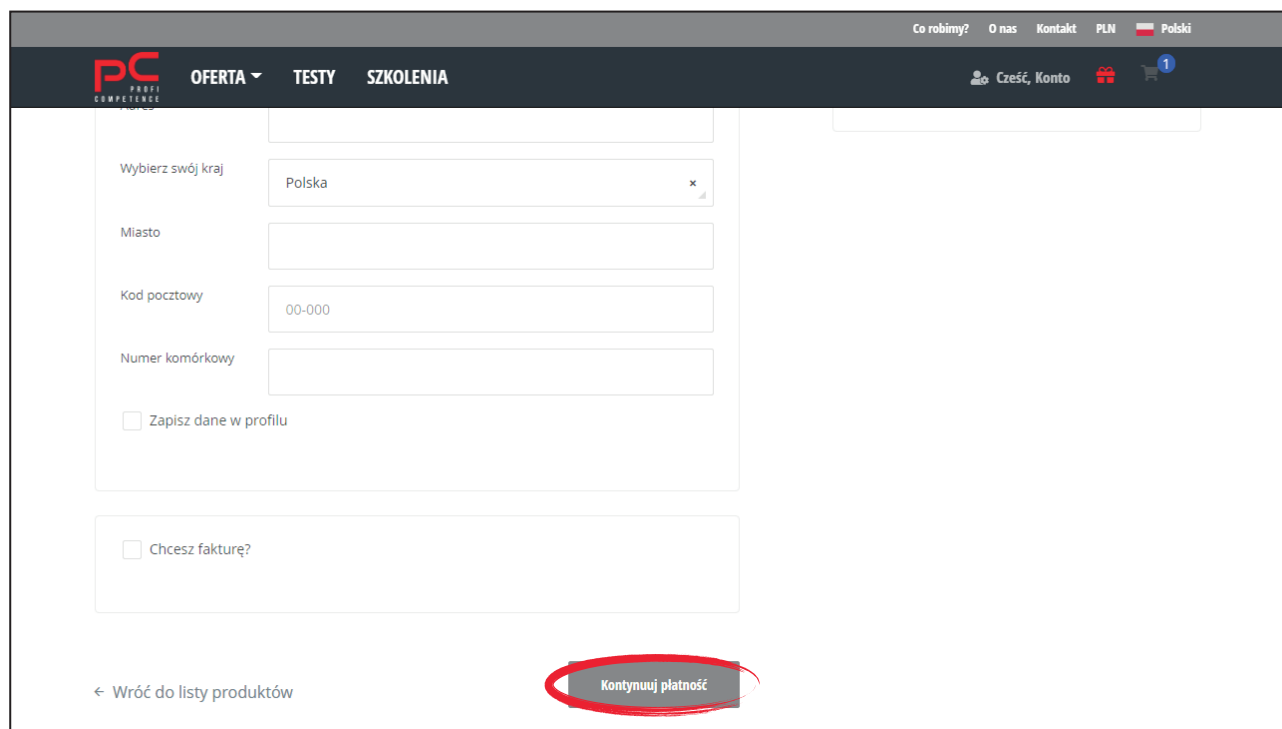 Co robimy? O nas Kontakt PLN Polski
PC
PROFI
COMPETENCE
OFERTA TESTY SZKOLENIA Cześć, Konto 1
Adres
Wybierz swój kraj Polska ×
Miasto
Kod pocztowy 00-000
Numer komórkowy
Zapisz dane w profilu
Chcesz fakturę?
← Wróć do listy produktów Kontynuuj płatność